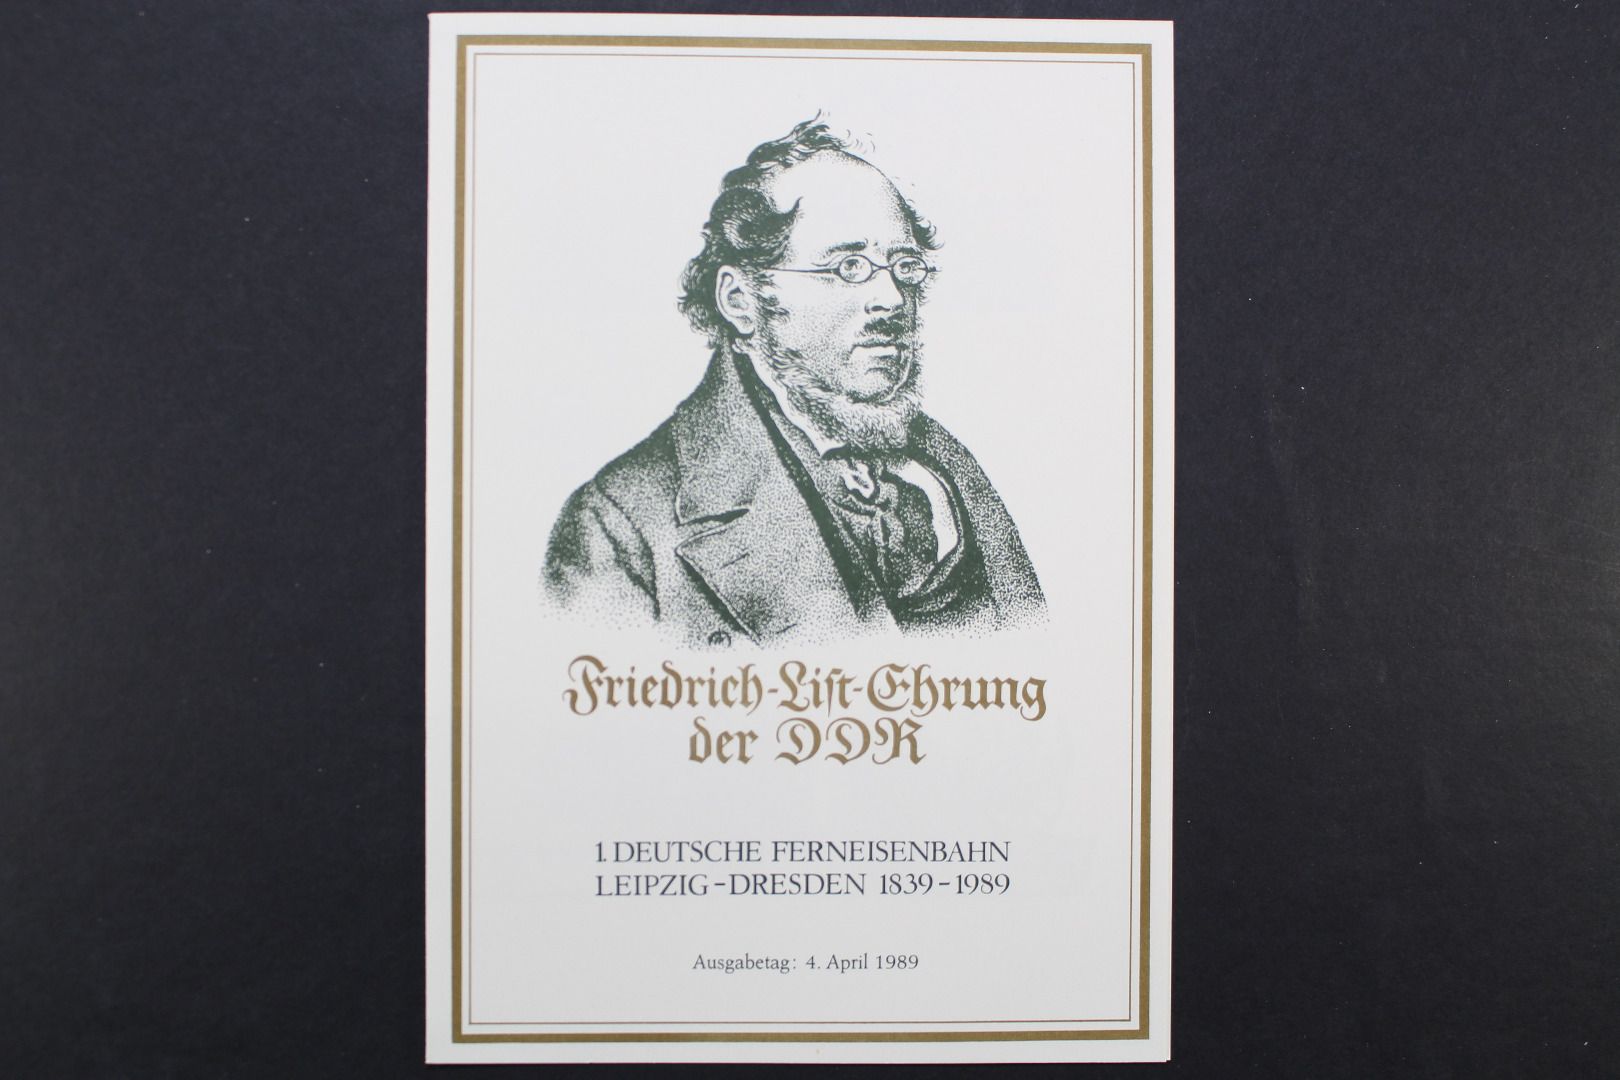 Friedrich-List-Ehrung
der DDR
1. DEUTSCHE FERNEISENBAHN
LEIPZIG-DRESDEN 1839-1989
Ausgabetag: 4. April 1989